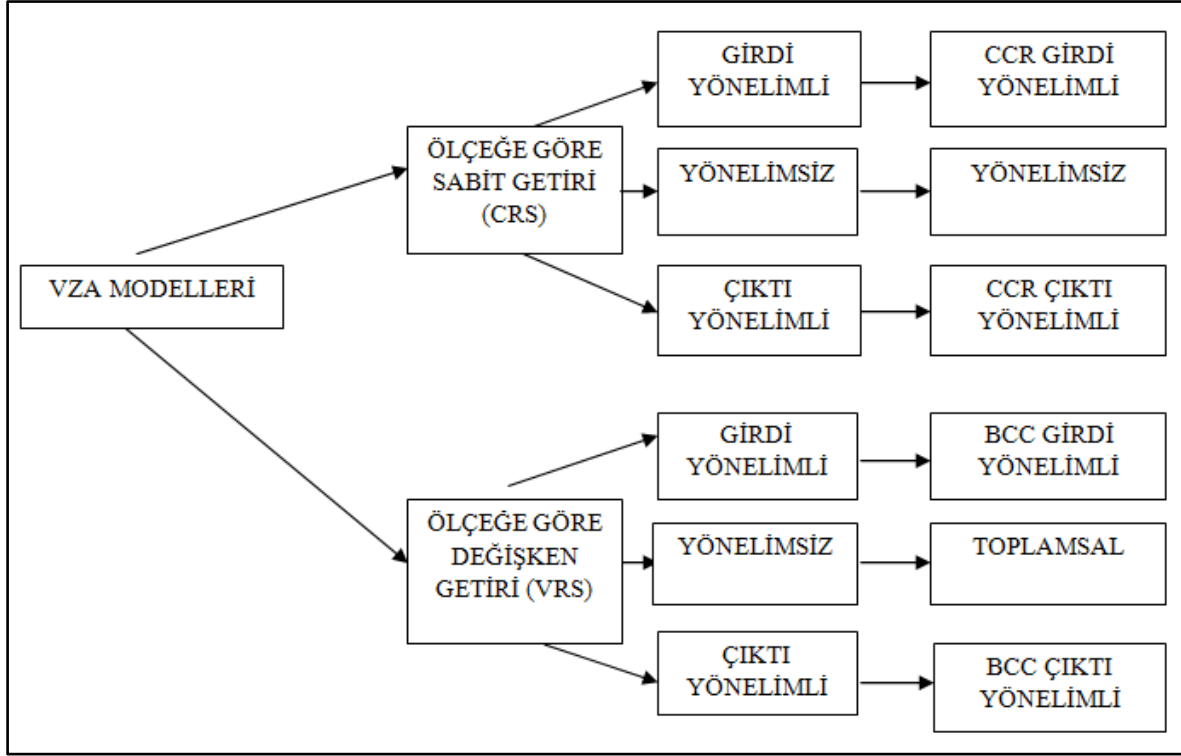 VZA MODELLERİ
ÖLÇEĞE GÖRE
SABİT GETİRİ
(CRS)
GİRDİ
YÖNELİMLİ
CCR GİRDİ
YÖNELİMLİ
YÖNELİMSİZ
YÖNELİMSİZ
ÇIKTI
YÖNELİMLİ
CCR ÇIKTI
YÖNELİMLİ
ÖLÇEĞE GÖRE
DEĞİŞKEN
GETİRİ (VRS)
GİRDİ
YÖNELİMLİ
BCC GİRDİ
YÖNELİMLİ
YÖNELİMSİZ
TOPLAMSAL
ÇIKTI
YÖNELİMLİ
BCC ÇIKTI
YÖNELİMLİ